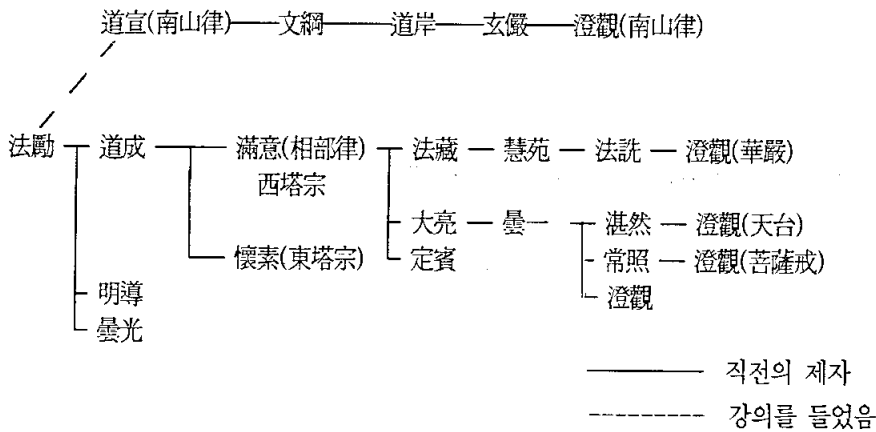 道宣(南山律) 文綱 道岸 玄儼 澄觀(南山律)
法勵 道成 滿意(相部律) 法藏 慧苑 法詵 澄觀(華嚴)
西塔宗
大亮 曇一 湛然 澄觀(天台)
懷素(東塔宗) 定賓 常照 澄觀(菩薩戒)
明導 澄觀
曇光
직전의 제자
강의를 들었음